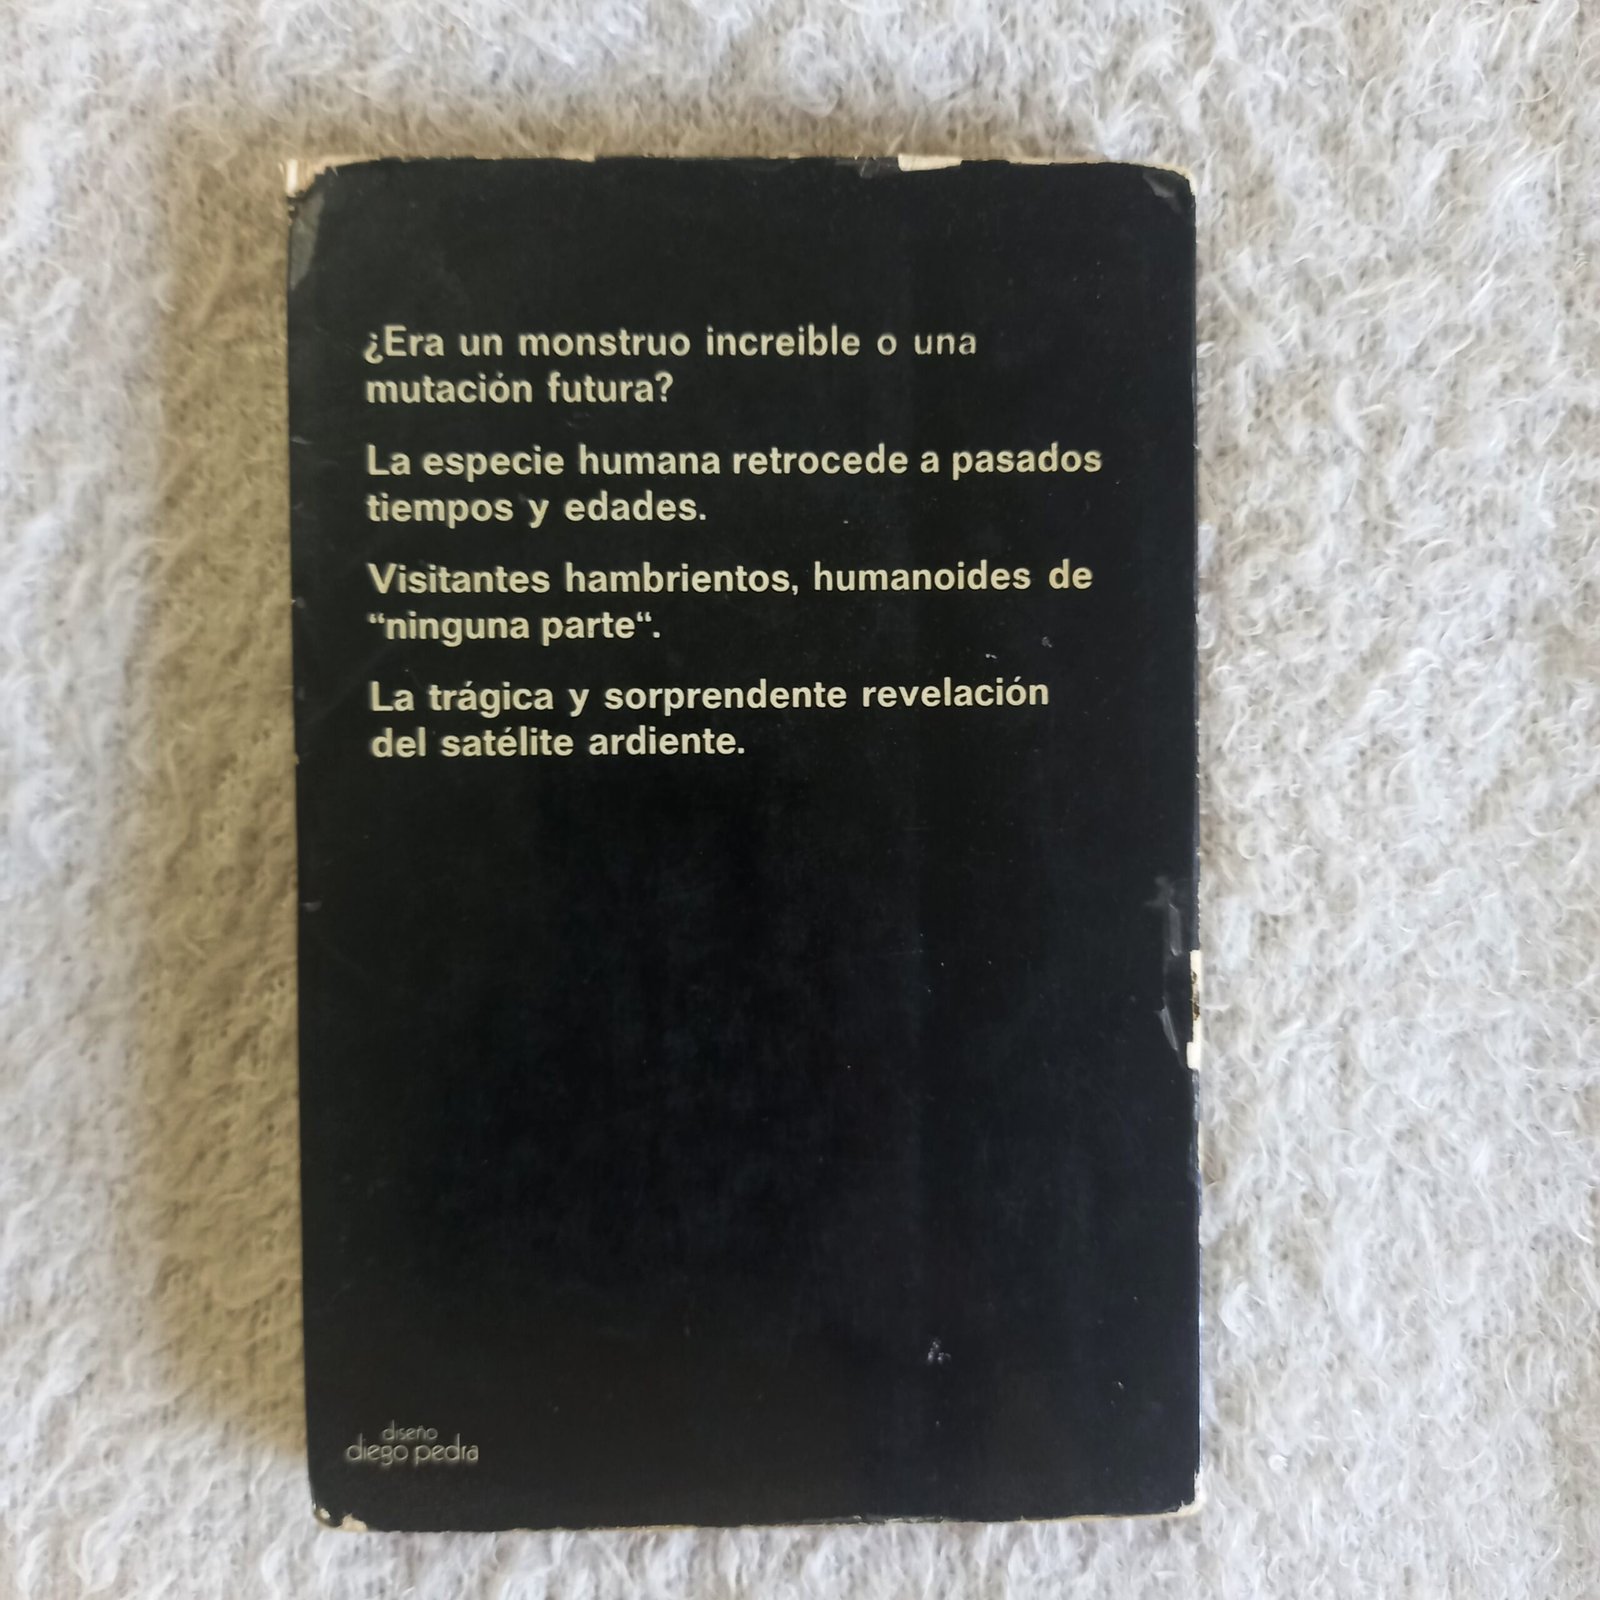 ¿Era un monstruo increible o una
mutación futura?
La especie humana retrocede a pasados
tiempos y edades.
Visitantes hambrientos, humanoides de
“ninguna parte“.
La trágica y sorprendente revelación
del satélite ardiente.
diseño
diego pedra